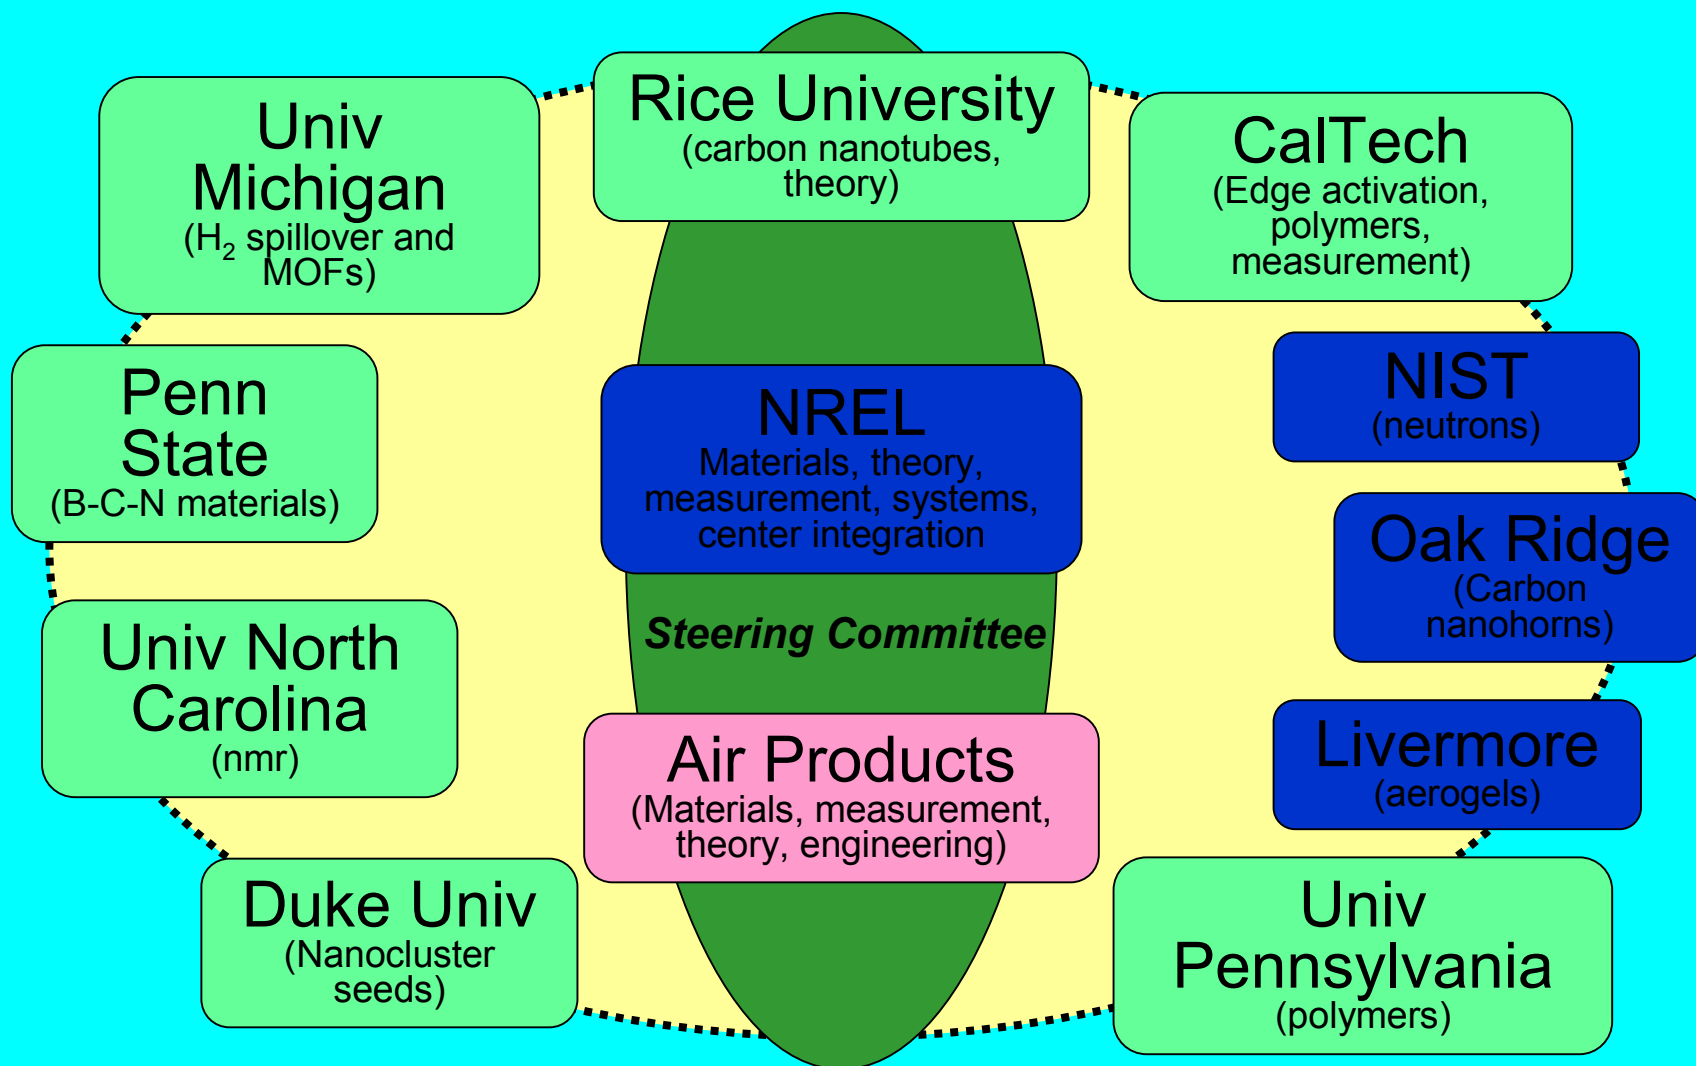 Univ
Michigan
(H₂ spillover and
MOFs)
Rice University
(carbon nanotubes,
theory)
CalTech
(Edge activation,
polymers,
measurement)
Penn
State
(B-C-N materials)
NREL
Materials, theory,
measurement, systems,
center integration
NIST
(neutrons)
Oak Ridge
(Carbon
nanohorns)
Univ North
Carolina
(nmr)
Steering Committee
Livermore
(aerogels)
Air Products
(Materials, measurement,
theory, engineering)
Duke Univ
(Nanocluster
seeds)
Univ
Pennsylvania
(polymers)